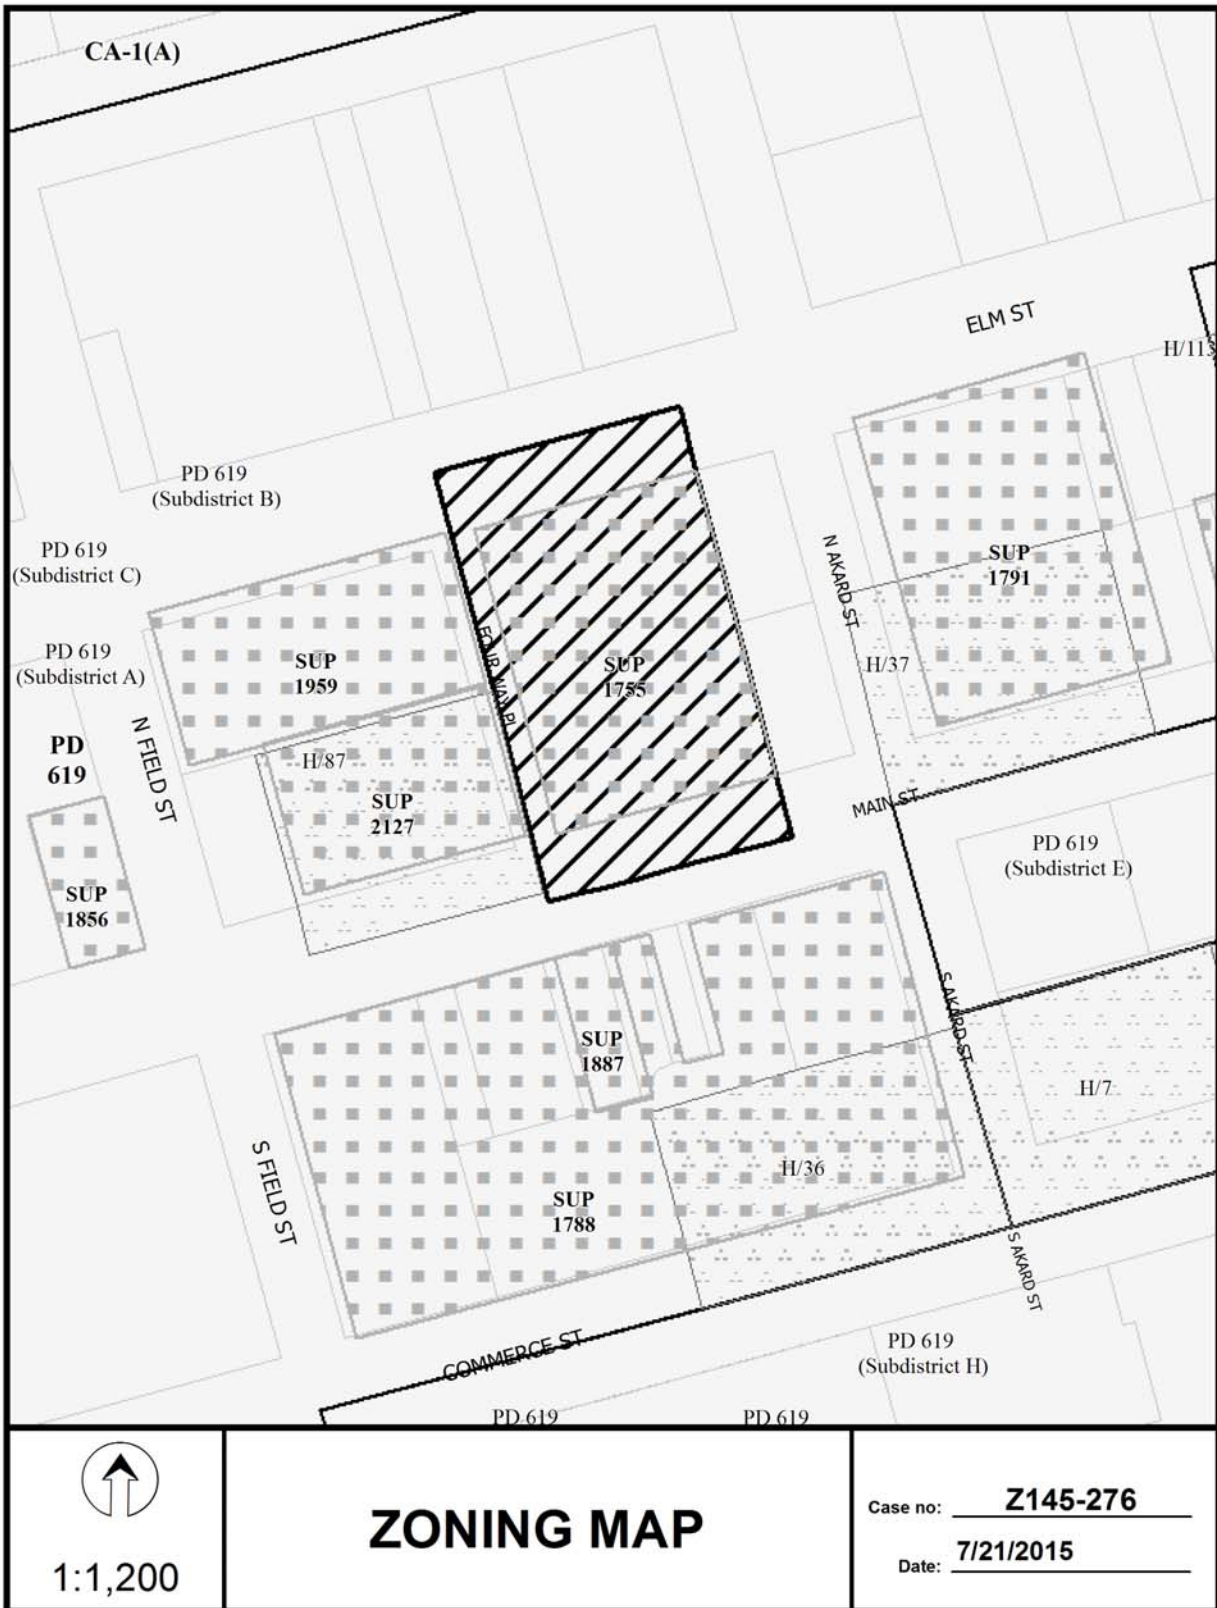 CA-1(A)
ELM ST
H/113
PD 619
(Subdistrict B)
PD 619
(Subdistrict C)
N AKARD ST
SUP
1791
PD 619
(Subdistrict A)
SUP
1959
FOUR WAY PL
SUP
1755
H/37
PD
619
N FIELD ST
H/87
SUP
2127
MAIN ST
PD 619
(Subdistrict E)
SUP
1856
S AKARD ST
SUP
1887
H/7
S FIELD ST
H/36
SUP
1788
S AKARD ST
COMMERCE ST
PD 619
(Subdistrict H)
PD 619
PD 619
1:1,200
ZONING MAP
Case no: Z145-276
Date: 7/21/2015